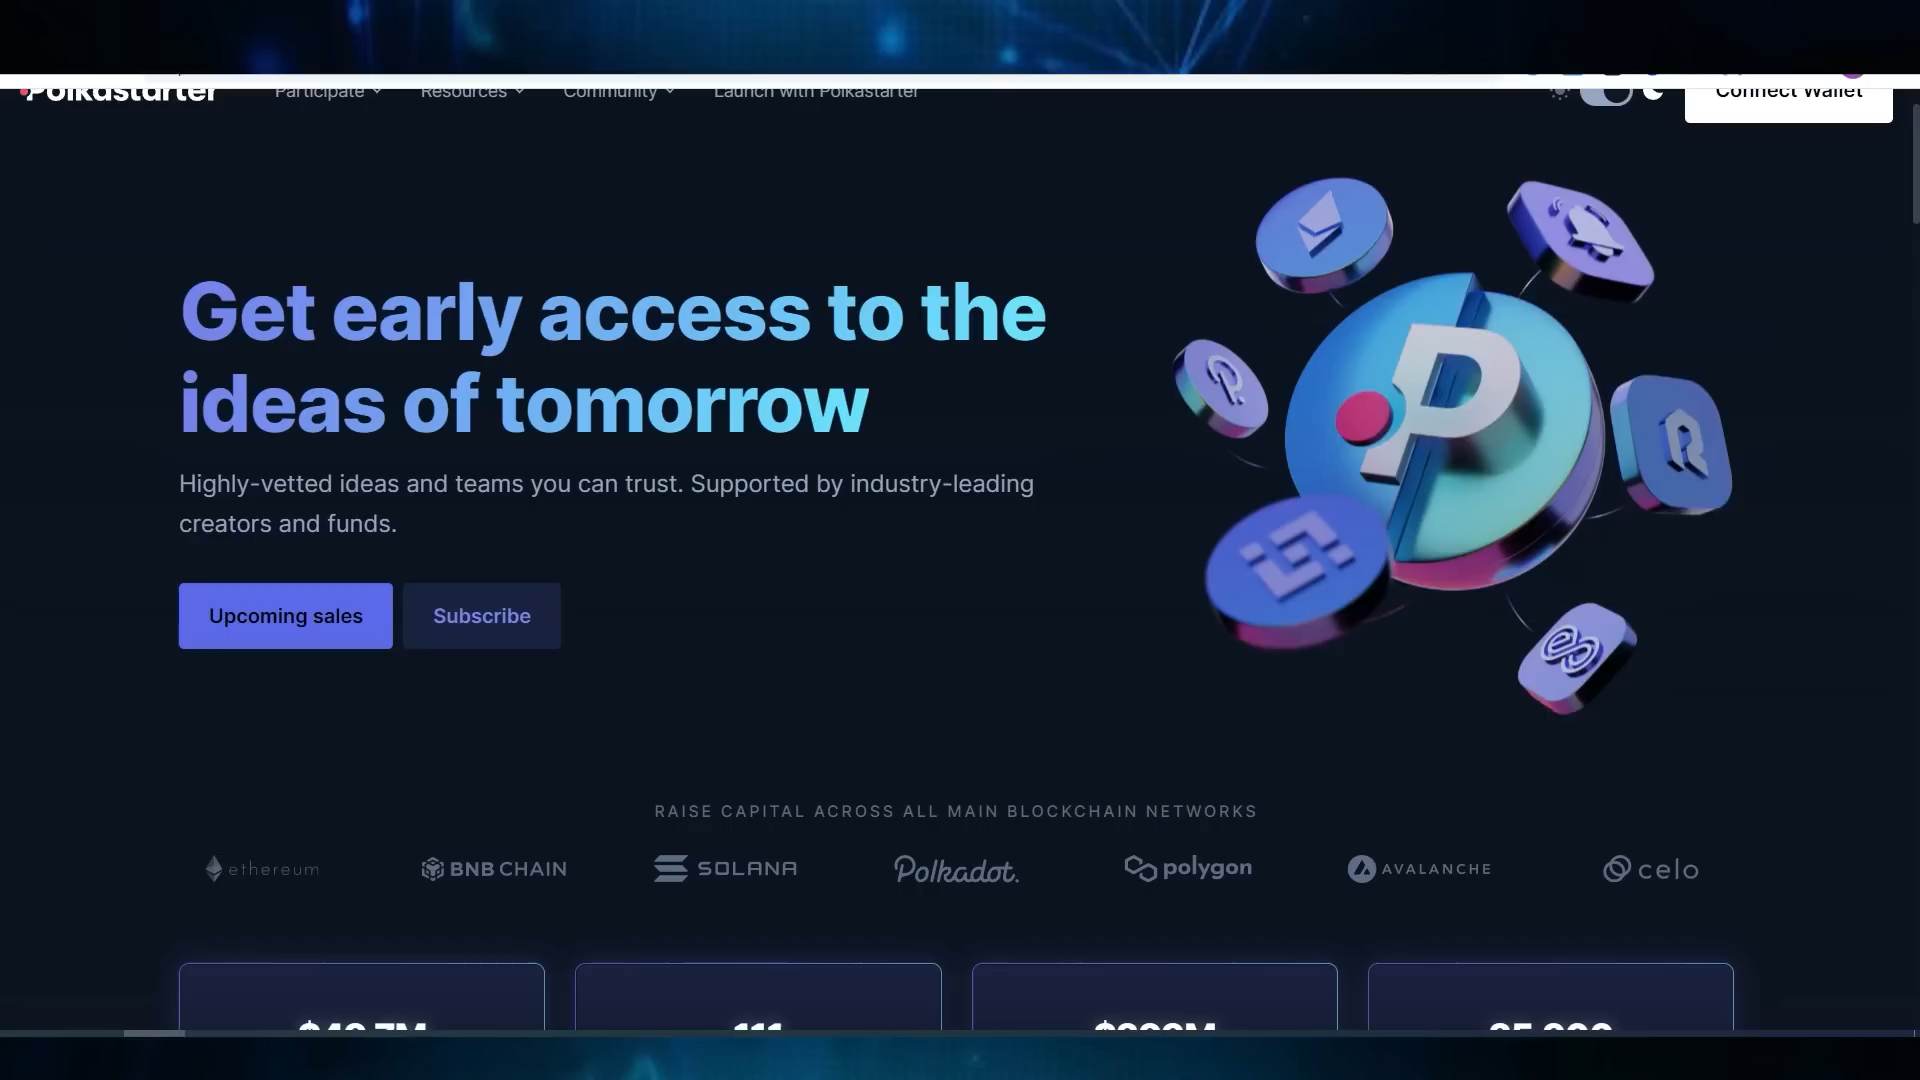 Polkastarter
Participate
Resources
Community
Launch with Polkastarter
Connect Wallet
Get early access to the
ideas of tomorrow
Highly-vetted ideas and teams you can trust. Supported by industry-leading
creators and funds.
Upcoming sales
Subscribe
RAISE CAPITAL ACROSS ALL MAIN BLOCKCHAIN NETWORKS
ethereum
BNB CHAIN
SOLANA
Polkadot.
polygon
AVALANCHE
celo